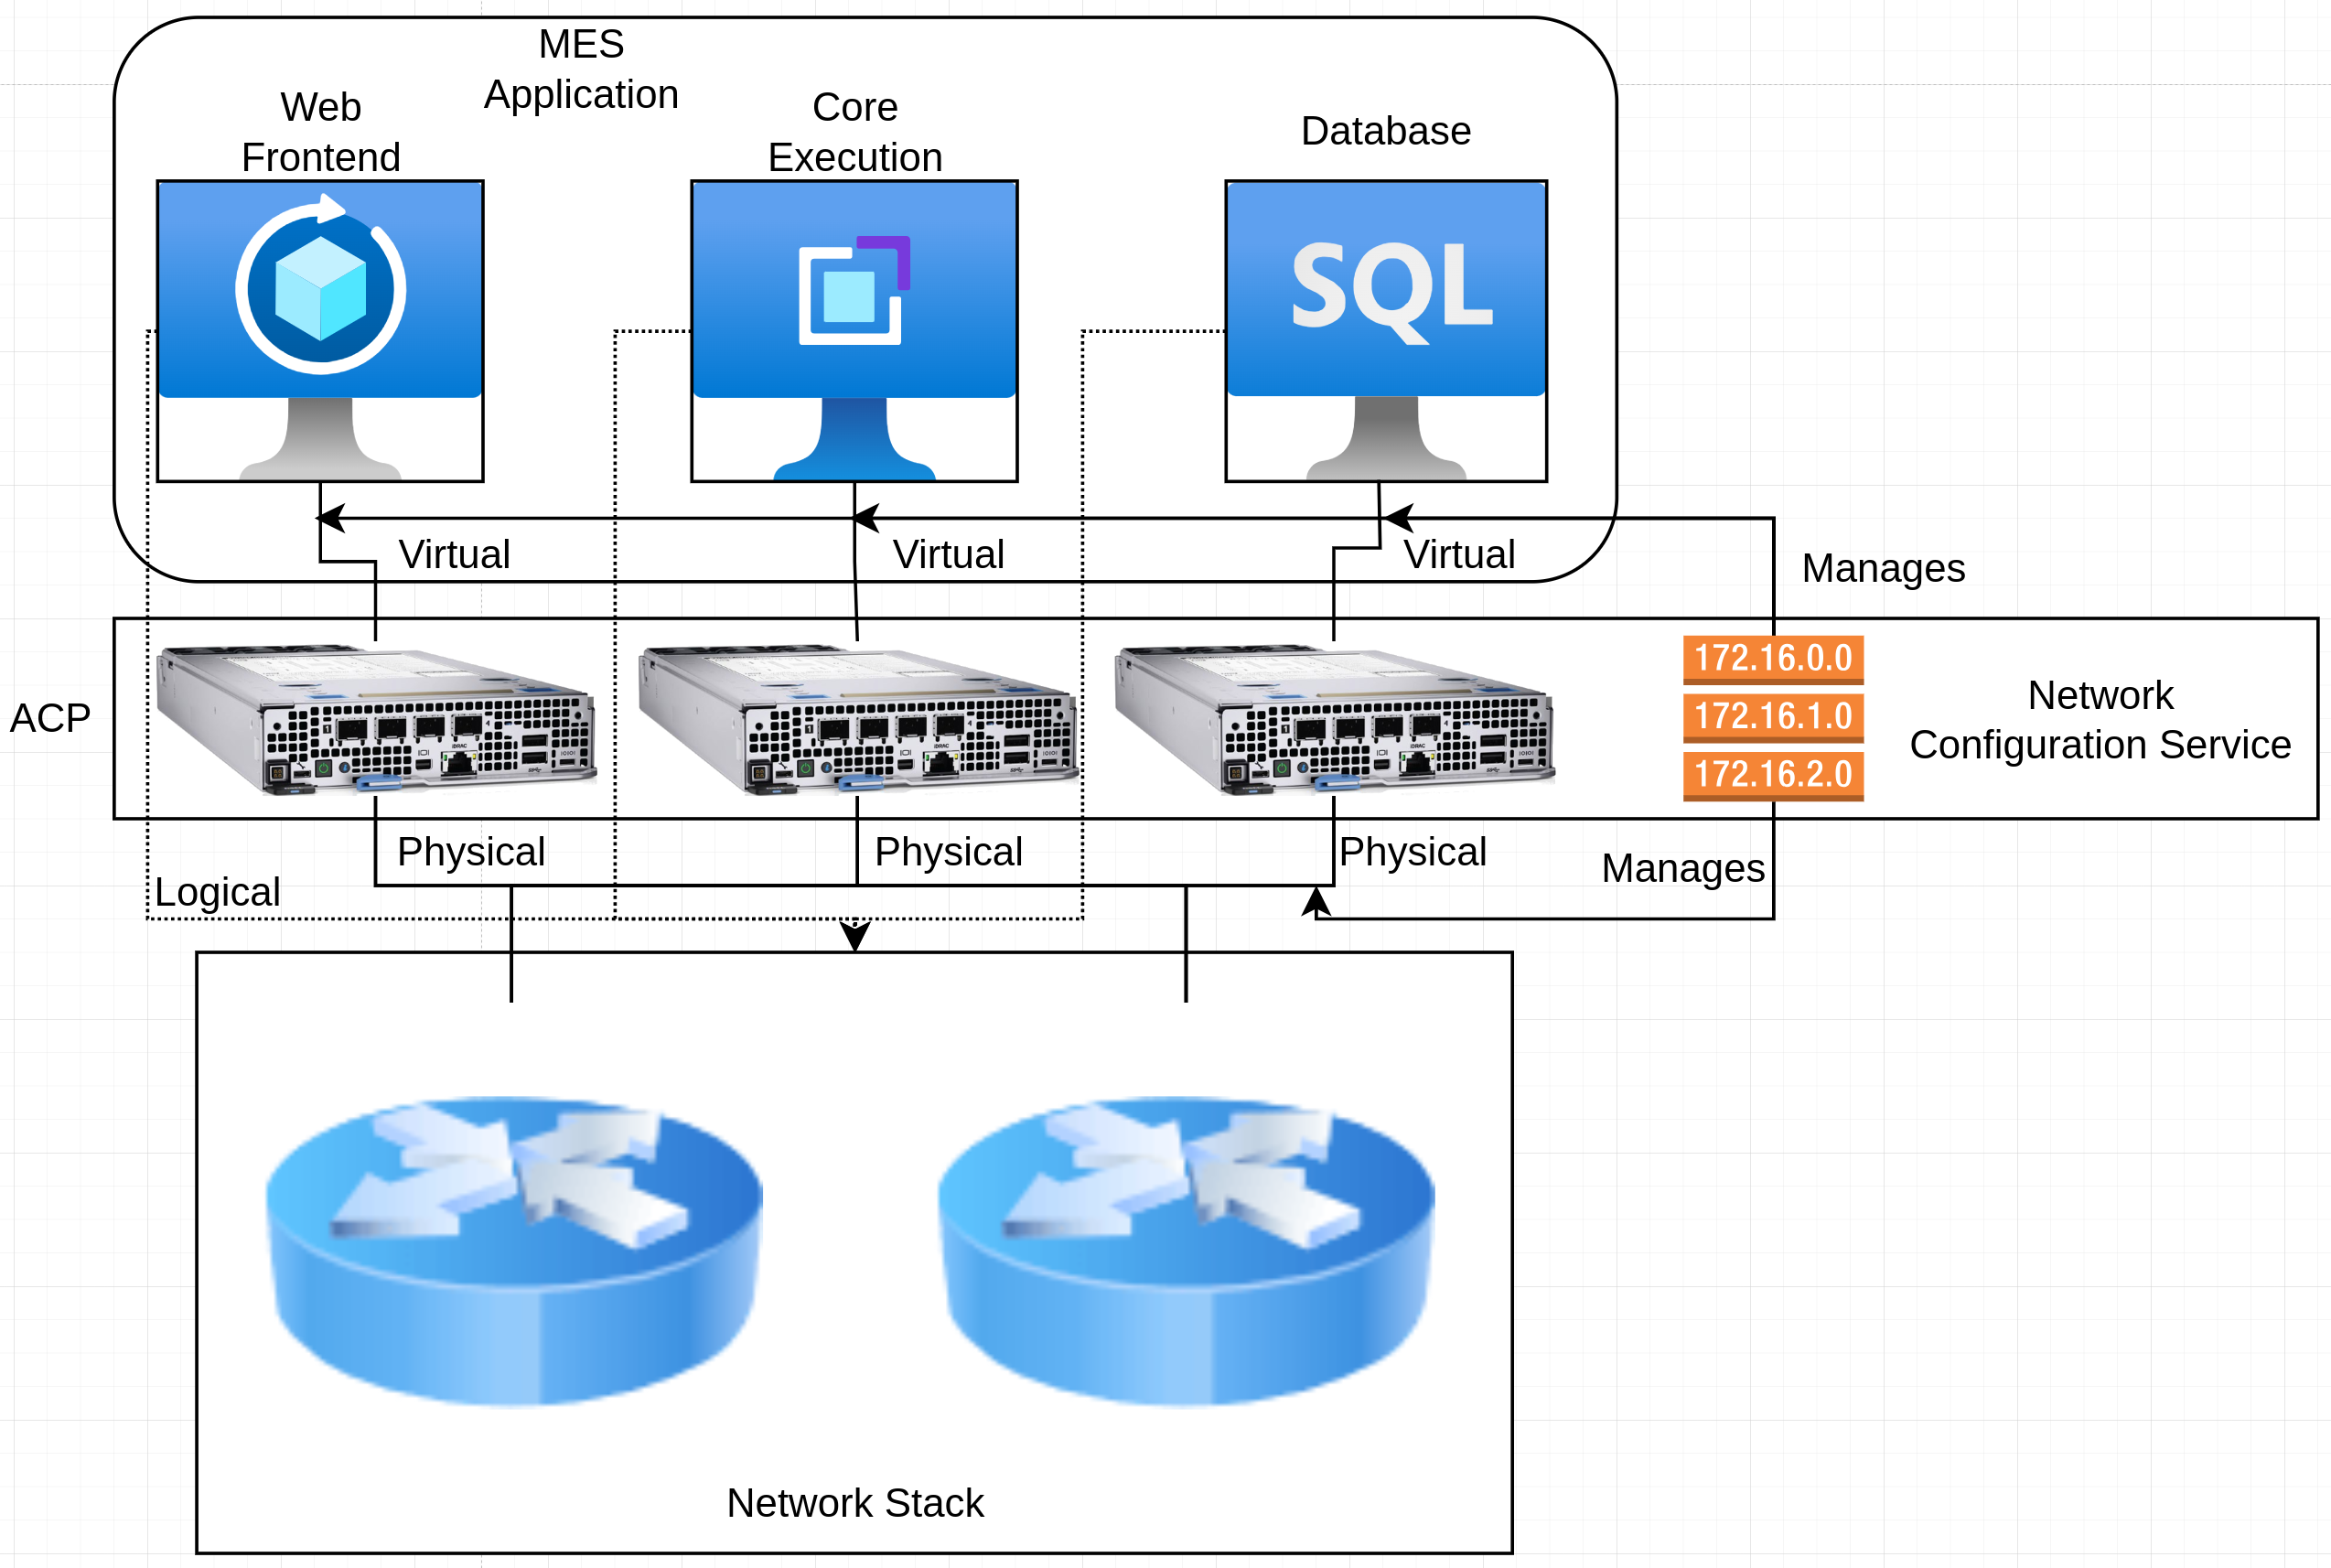 MES
Application
Web
Frontend
Core
Execution
Database
SQL
Virtual
Virtual
Virtual
Manages
ACP
172.16.0.0
172.16.1.0
172.16.2.0
Network
Configuration Service
Physical
Physical
Physical
Manages
Logical
Network Stack